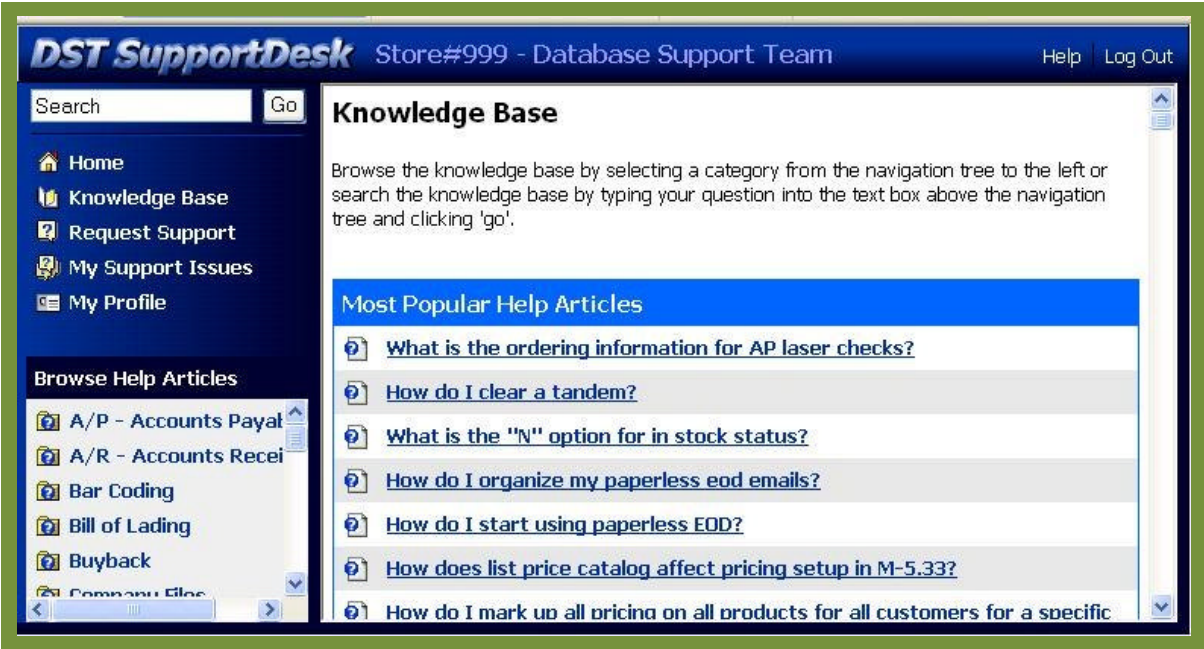 DST SupportDesk Store#999 - Database Support Team Help Log Out
Search Go
Home
Knowledge Base
Request Support
My Support Issues
My Profile
Browse Help Articles
A/P - Accounts Payab
A/R - Accounts Recei
Bar Coding
Bill of Lading
Buyback
Company Files
Knowledge Base
Browse the knowledge base by selecting a category from the navigation tree to the left or
search the knowledge base by typing your question into the text box above the navigation
tree and clicking 'go'.
Most Popular Help Articles
What is the ordering information for AP laser checks?
How do I clear a tandem?
What is the "N" option for in stock status?
How do I organize my paperless eod emails?
How do I start using paperless EOD?
How does list price catalog affect pricing setup in M-5.33?
How do I mark up all pricing on all products for all customers for a specific